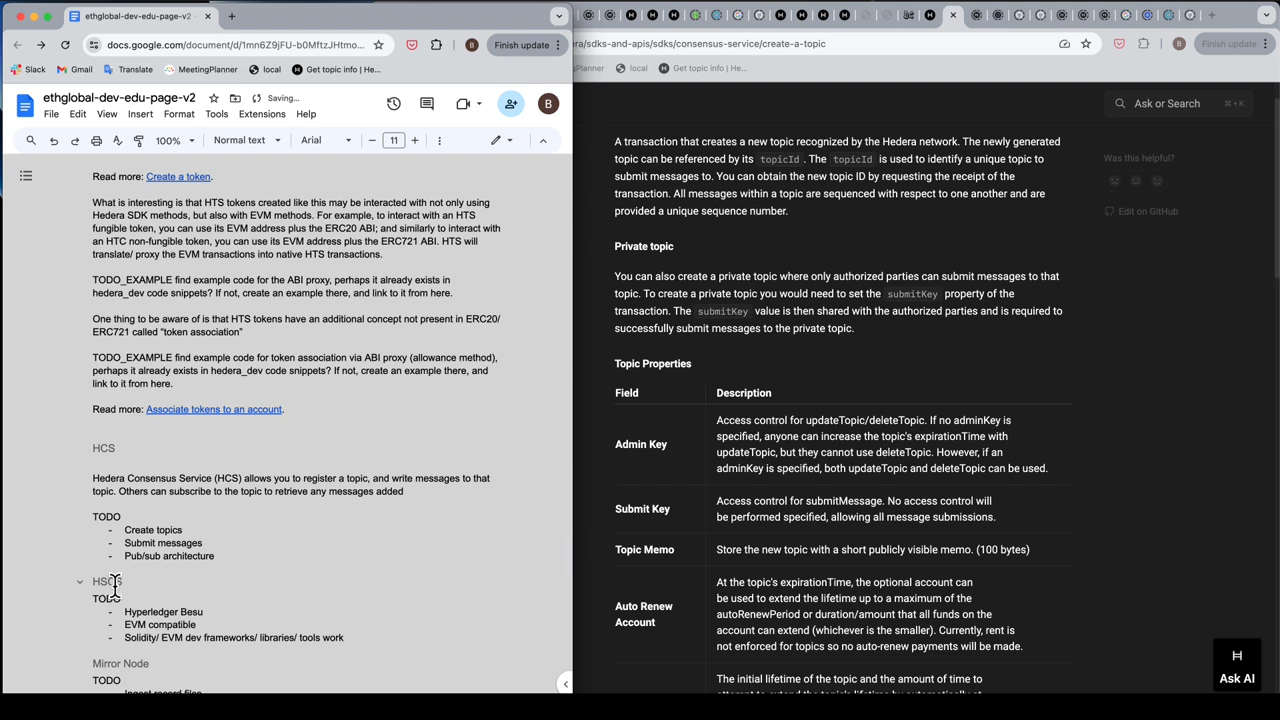 ethglobal-dev-edu-page-v2
docs.google.com/document/d/1mn6Z9jFU-b0MftzJHtmo...
B
Finish update
Slack
Gmail
Translate
MeetingPlanner
local
Get topic info | He...
ethglobal-dev-edu-page-v2
Saving...
File Edit View Insert Format Tools Extensions Help
B
100%
Normal text
Arial
11
Read more: Create a token.
What is interesting is that HTS tokens created like this may be interacted with not only using
Hedera SDK methods, but also with EVM methods. For example, to interact with an HTS
fungible token, you can use its EVM address plus the ERC20 ABI; and similarly to interact with
an HTC non-fungible token, you can use its EVM address plus the ERC721 ABI. HTS will
translate/ proxy the EVM transactions into native HTS transactions.
TODO_EXAMPLE find example code for the ABI proxy, perhaps it already exists in
hedera_dev code snippets? If not, create an example there, and link to it from here.
One thing to be aware of is that HTS tokens have an additional concept not present in ERC20/
ERC721 called “token association”
TODO_EXAMPLE find example code for token association via ABI proxy (allowance method),
perhaps it already exists in hedera_dev code snippets? If not, create an example there, and
link to it from here.
Read more: Associate tokens to an account.
HCS
Hedera Consensus Service (HCS) allows you to register a topic, and write messages to that
topic. Others can subscribe to the topic to retrieve any messages added
TODO
- Create topics
- Submit messages
- Pub/sub architecture
HSCS
TODO
- Hyperledger Besu
- EVM compatible
- Solidity/ EVM dev frameworks/ libraries/ tools work
Mirror Node
TODO
- Ingest record files
era/sdks-and-apis/sdks/consensus-service/create-a-topic
B
Finish update
gPlanner
local
Get topic info | He...
Ask or Search
⌘+K
A transaction that creates a new topic recognized by the Hedera network. The newly generated
topic can be referenced by its topicId . The topicId is used to identify a unique topic to
submit messages to. You can obtain the new topic ID by requesting the receipt of the
transaction. All messages within a topic are sequenced with respect to one another and are
provided a unique sequence number.
Private topic
You can also create a private topic where only authorized parties can submit messages to that
topic. To create a private topic you would need to set the submitKey property of the
transaction. The submitKey value is then shared with the authorized parties and is required to
successfully submit messages to the private topic.
Topic Properties
Field Description
Admin Key
Access control for updateTopic/deleteTopic. If no adminKey is
specified, anyone can increase the topic's expirationTime with
updateTopic, but they cannot use deleteTopic. However, if an
adminKey is specified, both updateTopic and deleteTopic can be used.
Submit Key
Access control for submitMessage. No access control will
be performed specified, allowing all message submissions.
Topic Memo
Store the new topic with a short publicly visible memo. (100 bytes)
Auto Renew
Account
At the topic's expirationTime, the optional account can
be used to extend the lifetime up to a maximum of the
autoRenewPeriod or duration/amount that all funds on the
account can extend (whichever is the smaller). Currently, rent is
not enforced for topics so no auto-renew payments will be made.
The initial lifetime of the topic and the amount of time to
attempt to extend the topic's lifetime by automatically at
Was this helpful?
Edit on GitHub
Ask AI